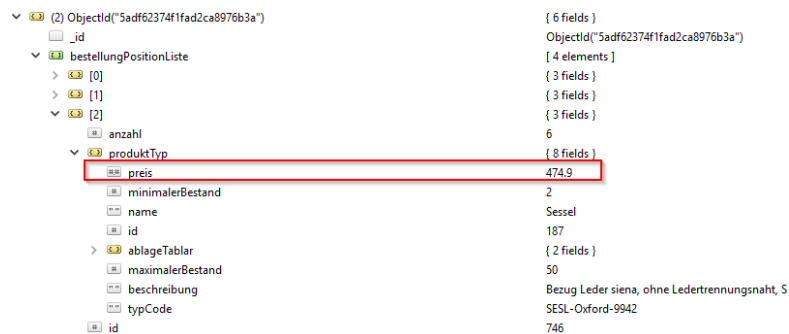 (2) ObjectId("5adf62374f1fad2ca8976b3a") { 6 fields }
_id ObjectId("5adf62374f1fad2ca8976b3a")
bestellungPositionListe [ 4 elements ]
[0] { 3 fields }
[1] { 3 fields }
[2] { 3 fields }
anzahl 6
produktTyp { 8 fields }
preis 474.9
minimalerBestand 2
name Sessel
id 187
ablageTablar { 2 fields }
maximalerBestand 50
beschreibung Bezug Leder siena, ohne Ledertrennungsnaht, S
typCode SESL-Oxford-9942
id 746